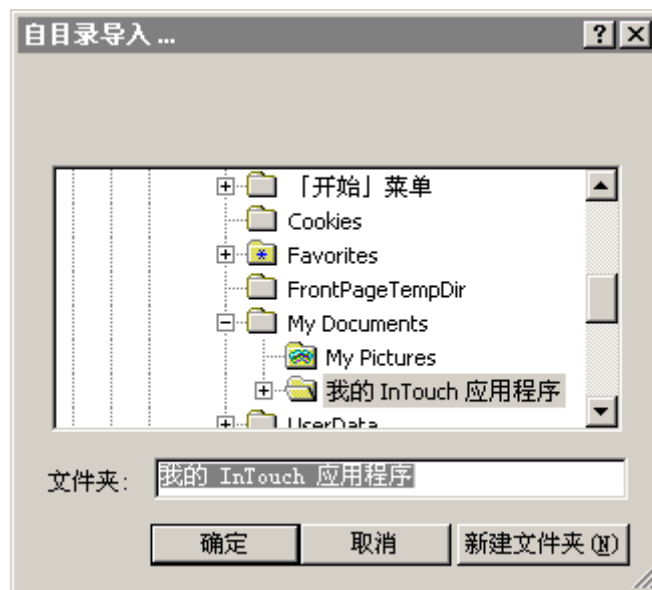 自目录导入 ...
「开始」菜单
Cookies
Favorites
FrontPageTempDir
My Documents
My Pictures
我的 InTouch 应用程序
UserData
文件夹: 我的 InTouch 应用程序
确定 取消 新建文件夹(N)